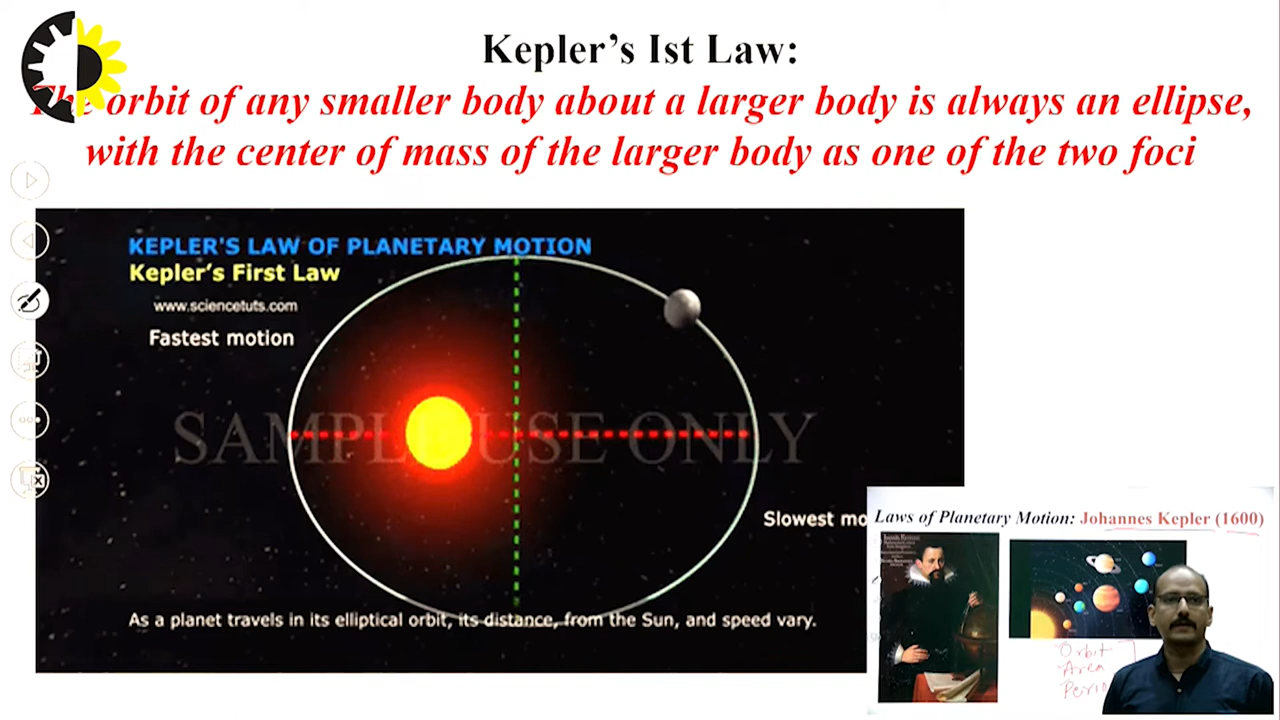 Kepler's Ist Law:
The orbit of any smaller body about a larger body is always an ellipse,
with the center of mass of the larger body as one of the two foci
KEPLER'S LAW OF PLANETARY MOTION
Kepler's First Law
www.sciencetuts.com
Fastest motion
SAMPLE USE ONLY
Slowest mo
As a planet travels in its elliptical orbit, its distance, from the Sun, and speed vary.
Laws of Planetary Motion: Johannes Kepler (1600)
Orbit
Area
Perio